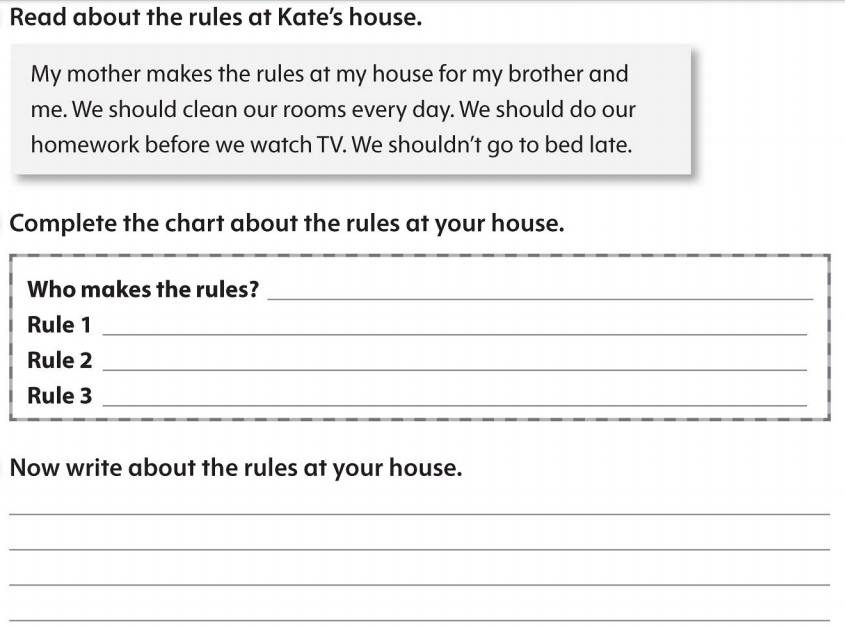 Read about the rules at Kate's house.
My mother makes the rules at my house for my brother and
me. We should clean our rooms every day. We should do our
homework before we watch TV. We shouldn't go to bed late.
Complete the chart about the rules at your house.
Who makes the rules?
Rule 1
Rule 2
Rule 3
Now write about the rules at your house.